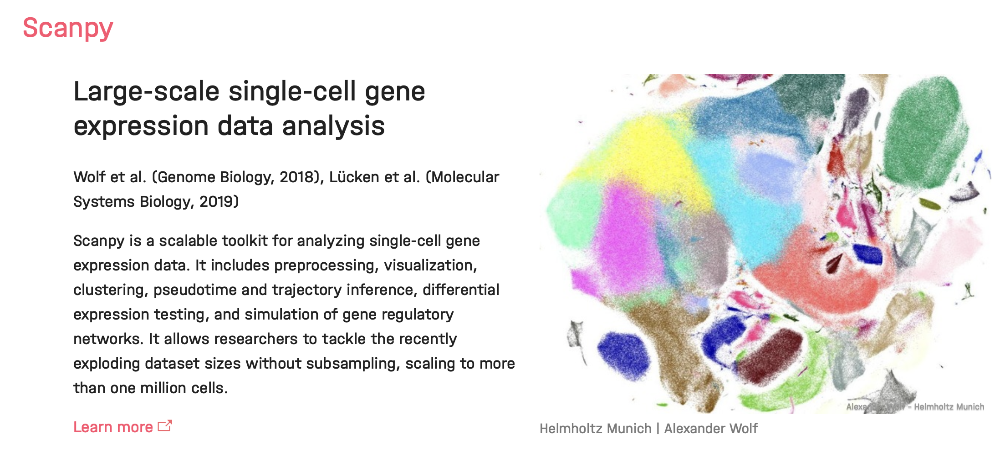 Scanpy
Large-scale single-cell gene
expression data analysis
Wolf et al. (Genome Biology, 2018), Lücken et al. (Molecular
Systems Biology, 2019)
Scanpy is a scalable toolkit for analyzing single-cell gene
expression data. It includes preprocessing, visualization,
clustering, pseudotime and trajectory inference, differential
expression testing, and simulation of gene regulatory
networks. It allows researchers to tackle the recently
exploding dataset sizes without subsampling, scaling to more
than one million cells.
Learn more
Alexander Wolf - Helmholtz Munich
Helmholtz Munich | Alexander Wolf